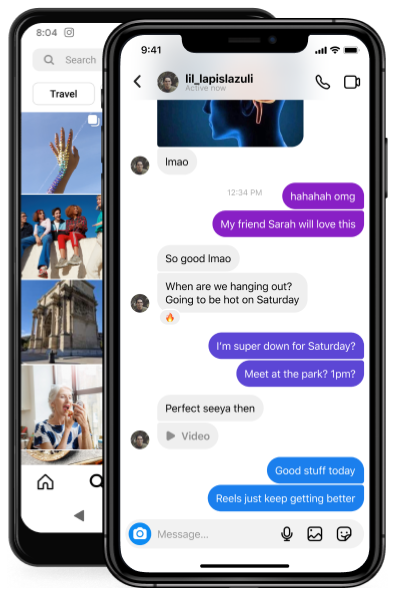 8:04
Search
Travel
9:41
lil_lapislazuli
Active now
lmao
12:34 PM
hahahah omg
My friend Sarah will love this
So good lmao
When are we hanging out?
Going to be hot on Saturday
I'm super down for Saturday?
Meet at the park? 1pm?
Perfect seeya then
Video
Good stuff today
Reels just keep getting better
Message...